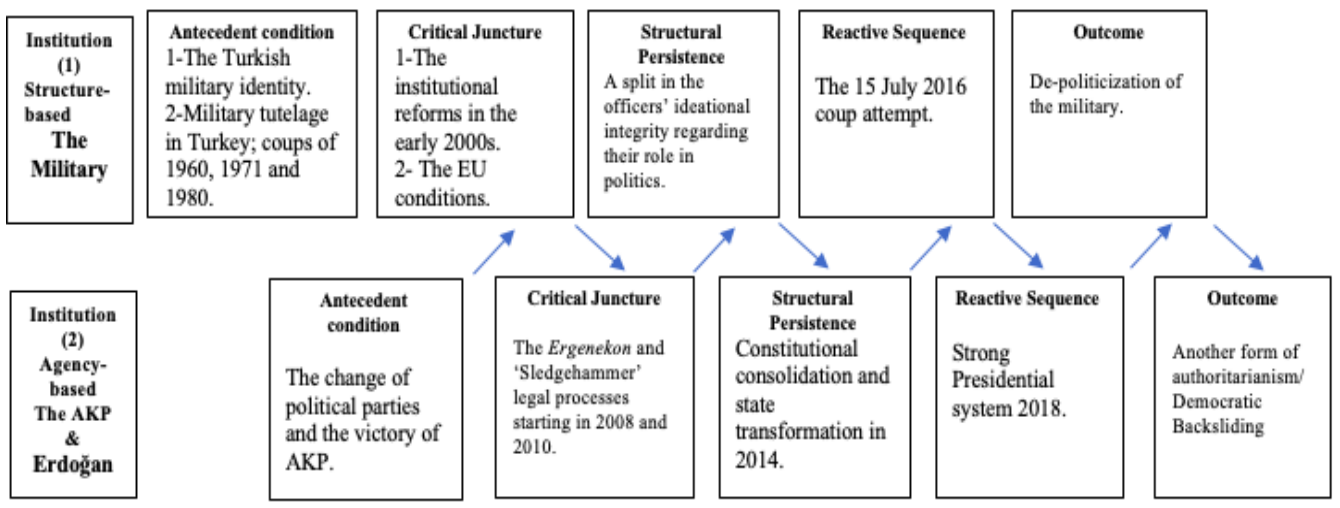 Institution
(1)
Structure-
based
The
Military
Antecedent condition
1-The Turkish
military identity.
2-Military tutelage
in Turkey; coups of
1960, 1971 and
1980.
Critical Juncture
1-The
institutional
reforms in the
early 2000s.
2- The EU
conditions.
Structural
Persistence
A split in the
officers’ ideational
integrity regarding
their role in
politics.
Reactive Sequence
The 15 July 2016
coup attempt.
Outcome
De-politicization of
the military.
Institution
(2)
Agency-
based
The AKP
&
Erdoğan
Antecedent
condition
The change of
political parties
and the victory of
AKP.
Critical Juncture
The Ergenekon and
‘Sledgehammer’
legal processes
starting in 2008 and
2010.
Structural
Persistence
Constitutional
consolidation and
state
transformation in
2014.
Reactive Sequence
Strong
Presidential
system 2018.
Outcome
Another form of
authoritarianism/
Democratic
Backsliding